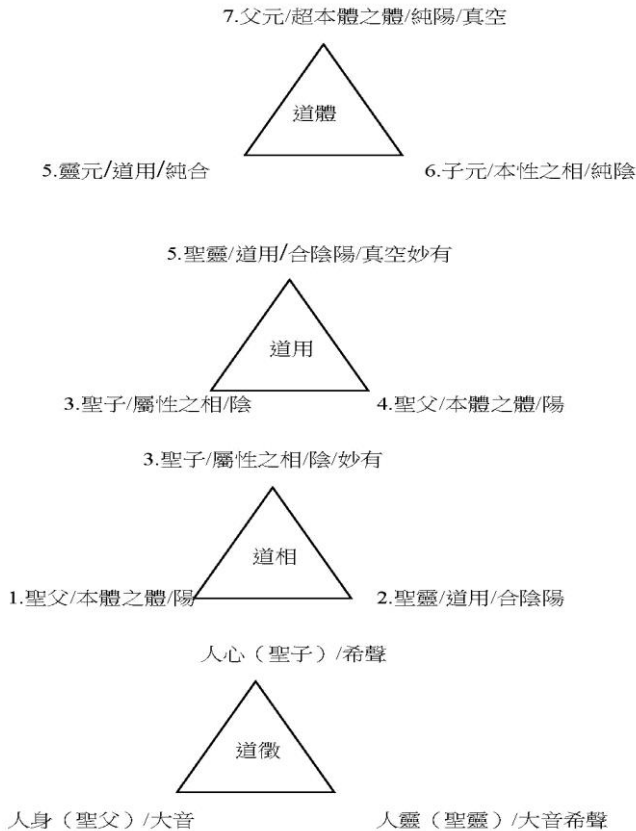 7.父元/超本體之體/純陽/真空
道體
5.靈元/道用/純合
6.子元/本性之相/純陰
5.聖靈/道用/合陰陽/真空妙有
道用
3.聖子/屬性之相/陰
4.聖父/本體之體/陽
3.聖子/屬性之相/陰/妙有
道相
1.聖父/本體之體/陽
2.聖靈/道用/合陰陽
人心（聖子）/希聲
道徵
人身（聖父）/大音
人靈（聖靈）/大音希聲